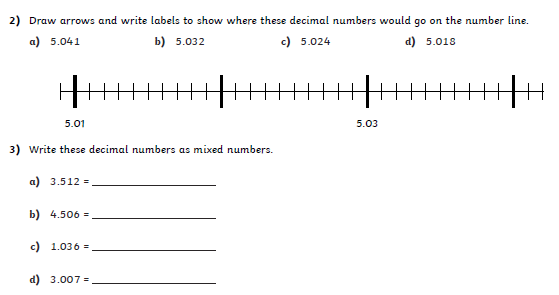 2) Draw arrows and write labels to show where these decimal numbers would go on the number line.
a) 5.041 b) 5.032 c) 5.024 d) 5.018
5.01 5.03
3) Write these decimal numbers as mixed numbers.
a) 3.512 =
b) 4.506 =
c) 1.036 =
d) 3.007 =